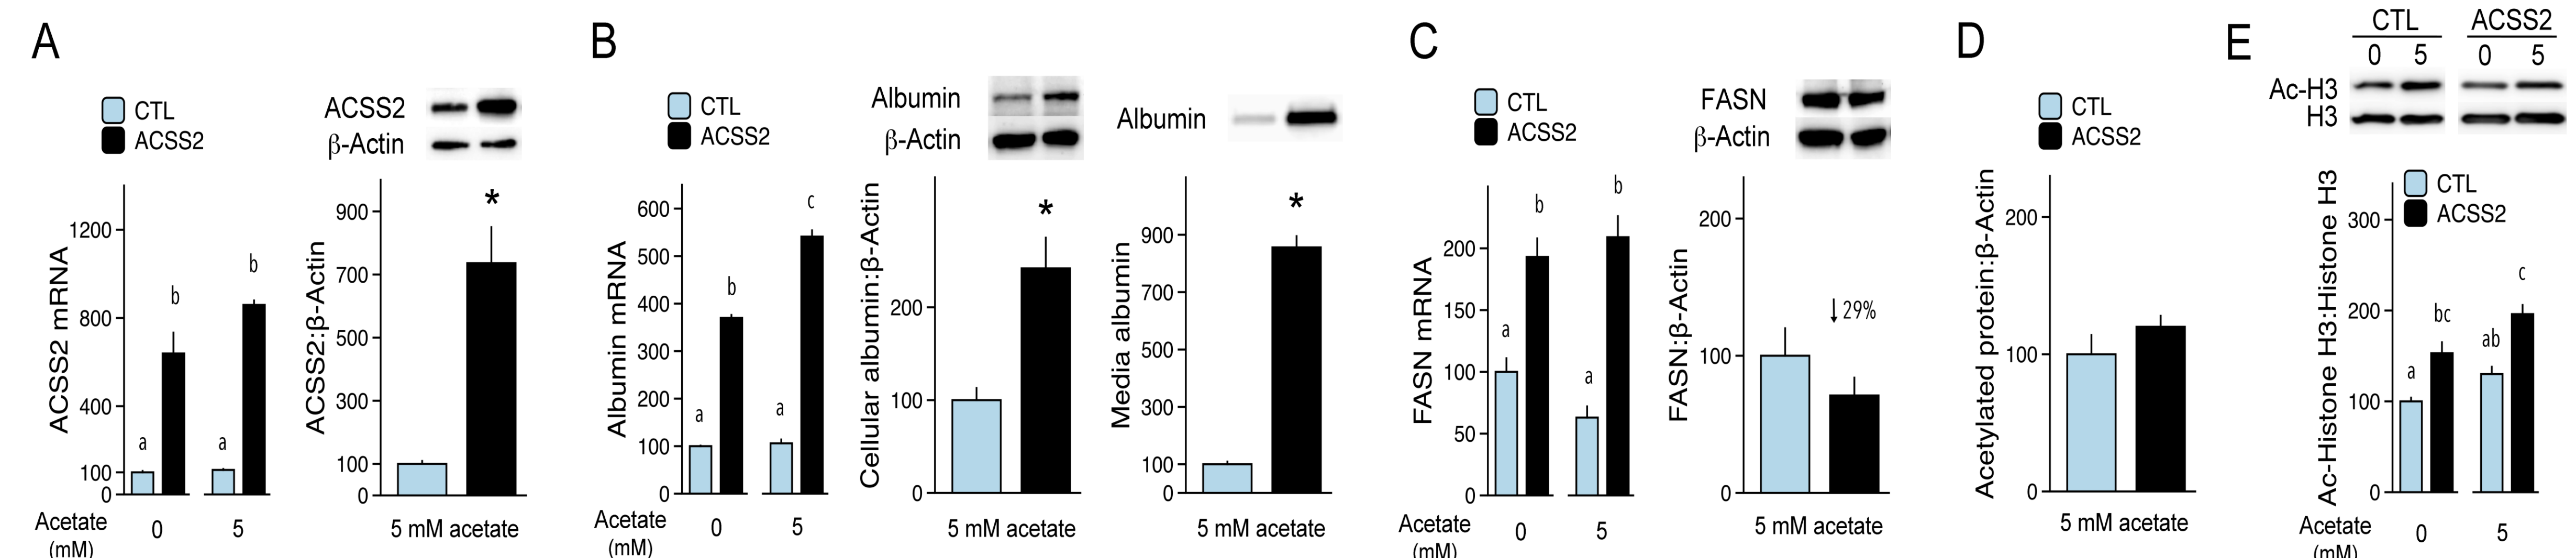 A
CTL
ACSS2
ACSS2 mRNA
1200
800
400
100
0
a
b
a
b
Acetate
(mM)
0
5
ACSS2
β-Actin
ACSS2:β-Actin
900
700
500
300
100
0
*
5 mM acetate
B
CTL
ACSS2
Albumin mRNA
600
500
400
300
200
100
0
a
b
a
c
Acetate
(mM)
0
5
Albumin
β-Actin
Cellular albumin:β-Actin
200
100
0
*
5 mM acetate
Albumin
Media albumin
900
700
500
300
100
0
*
5 mM acetate
C
CTL
ACSS2
FASN mRNA
200
150
100
50
0
a
b
a
b
Acetate
(mM)
0
5
FASN
β-Actin
FASN:β-Actin
200
100
0
↓29%
5 mM acetate
D
CTL
ACSS2
Acetylated protein:β-Actin
200
100
0
5 mM acetate
E
CTL ACSS2
0 5 0 5
Ac-H3
H3
CTL
ACSS2
Ac-Histone H3:Histone H3
300
200
100
0
a
bc
ab
c
Acetate
(mM)
0
5